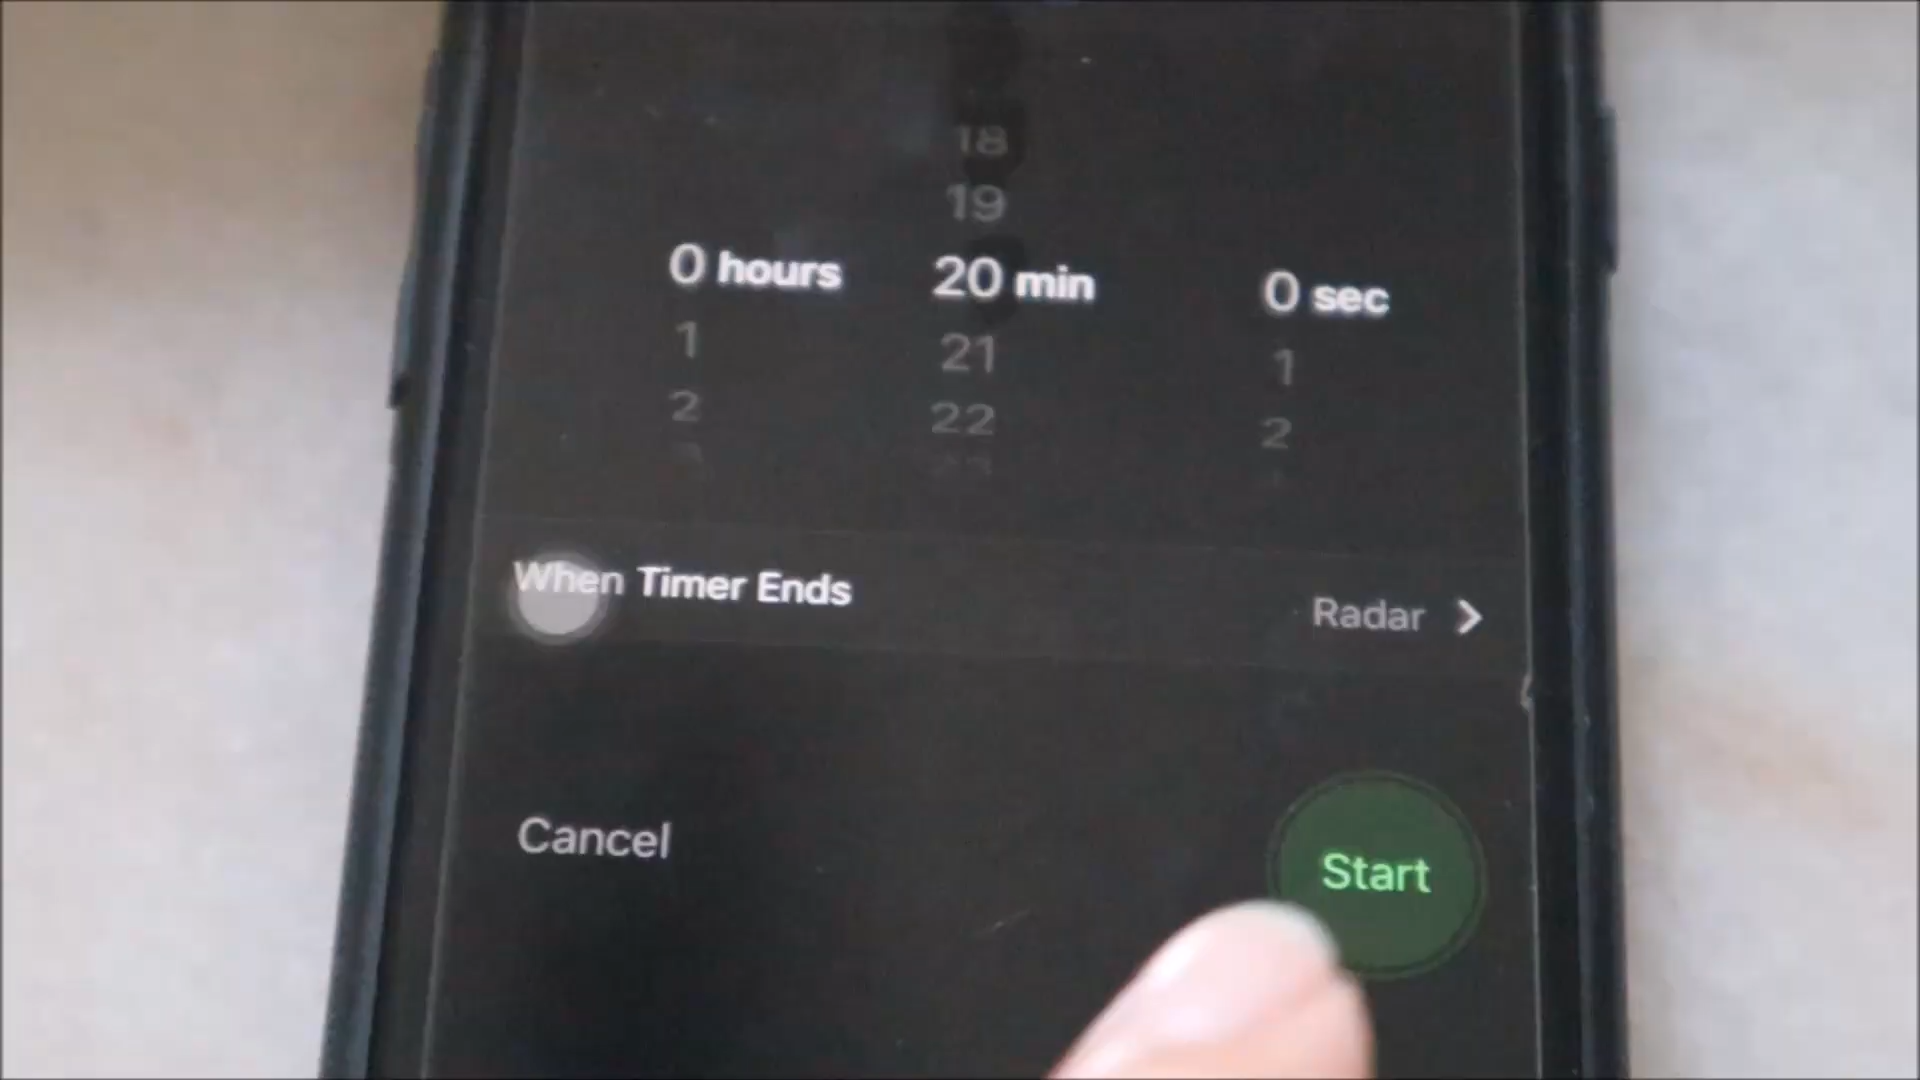 18
19
0 hours 20 min 0 sec
1 21 1
2 22 2
When Timer Ends Radar
Cancel
Start